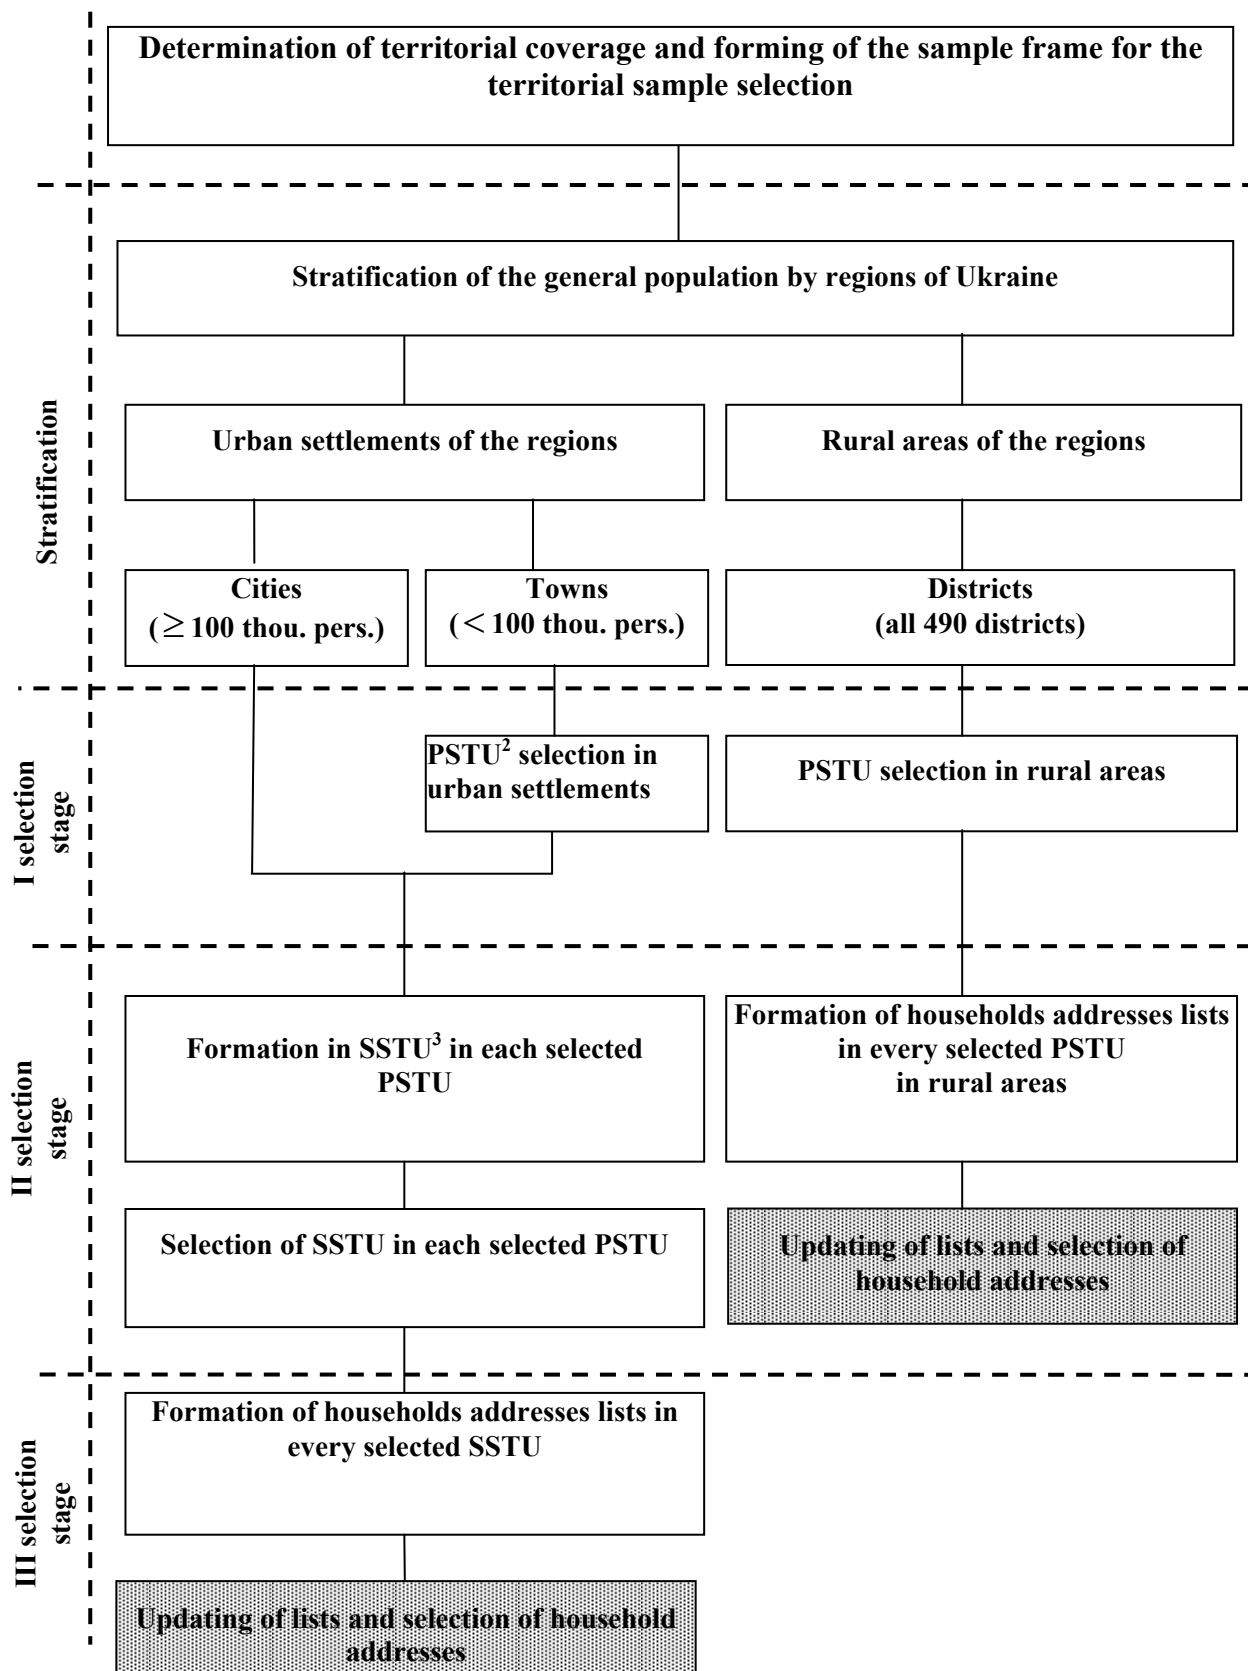 Determination of territorial coverage and forming of the sample frame for the
territorial sample selection
Stratification of the general population by regions of Ukraine
Stratification
Urban settlements of the regions
Rural areas of the regions
Cities
(≥ 100 thou. pers.)
Towns
(< 100 thou. pers.)
Districts
(all 490 districts)
I selection
stage
PSTU² selection in
urban settlements
PSTU selection in rural areas
II selection
stage
Formation in SSTU³ in each selected
PSTU
Formation of households addresses lists
in every selected PSTU
in rural areas
Selection of SSTU in each selected PSTU
Updating of lists and selection of
household addresses
III selection
stage
Formation of households addresses lists in
every selected SSTU
Updating of lists and selection of household
addresses